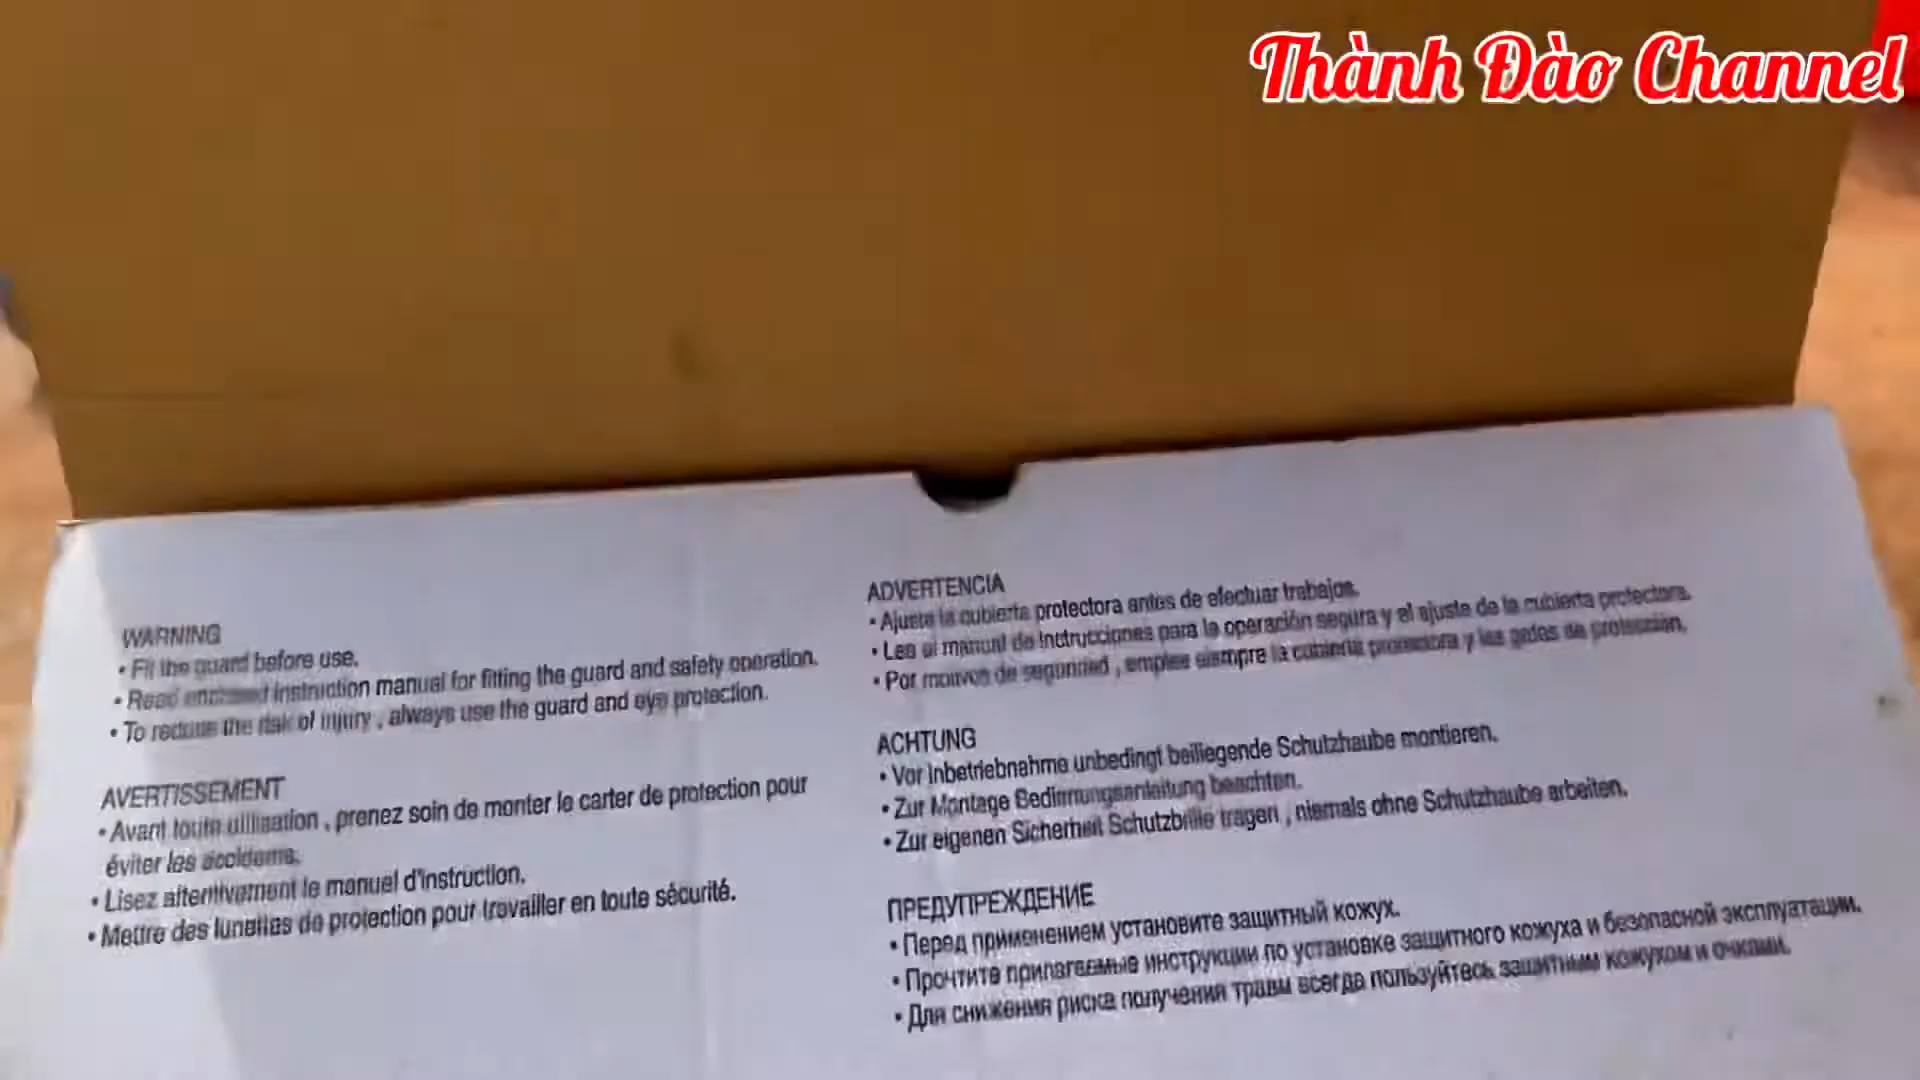 Thành Đào Channel
WARNING
• Fit the guard before use.
• Read enclosed instruction manual for fitting the guard and safety operation.
• To reduce the risk of injury , always use the guard and eye protection.
AVERTISSEMENT
• Avant toute utilisation , prenez soin de monter le carter de protection pour
éviter les accidents.
• Lisez attentivement le manuel d'instruction.
• Mettre des lunettes de protection pour travailler en toute sécurité.
ADVERTENCIA
• Ajuste la cubierta protectora antes de efectuar trabajos.
• Lea el manual de instrucciones para la operación segura y el ajuste de la cubierta protectora.
• Por motivos de seguridad , emplee siempre la cubierta protectora y las gafas de protección.
ACHTUNG
• Vor Inbetriebnahme unbedingt beiliegende Schutzhaube montieren.
• Zur Montage Bedienungsanleitung beachten.
• Zur eigenen Sicherheit Schutzbrille tragen , niemals ohne Schutzhaube arbeiten.
ПРЕДУПРЕЖДЕНИЕ
• Перед применением установите защитный кожух.
• Прочтите прилагаемые инструкции по установке защитного кожуха и безопасной эксплуатации.
• Для снижения риска получения травм всегда пользуйтесь защитным кожухом и очками.